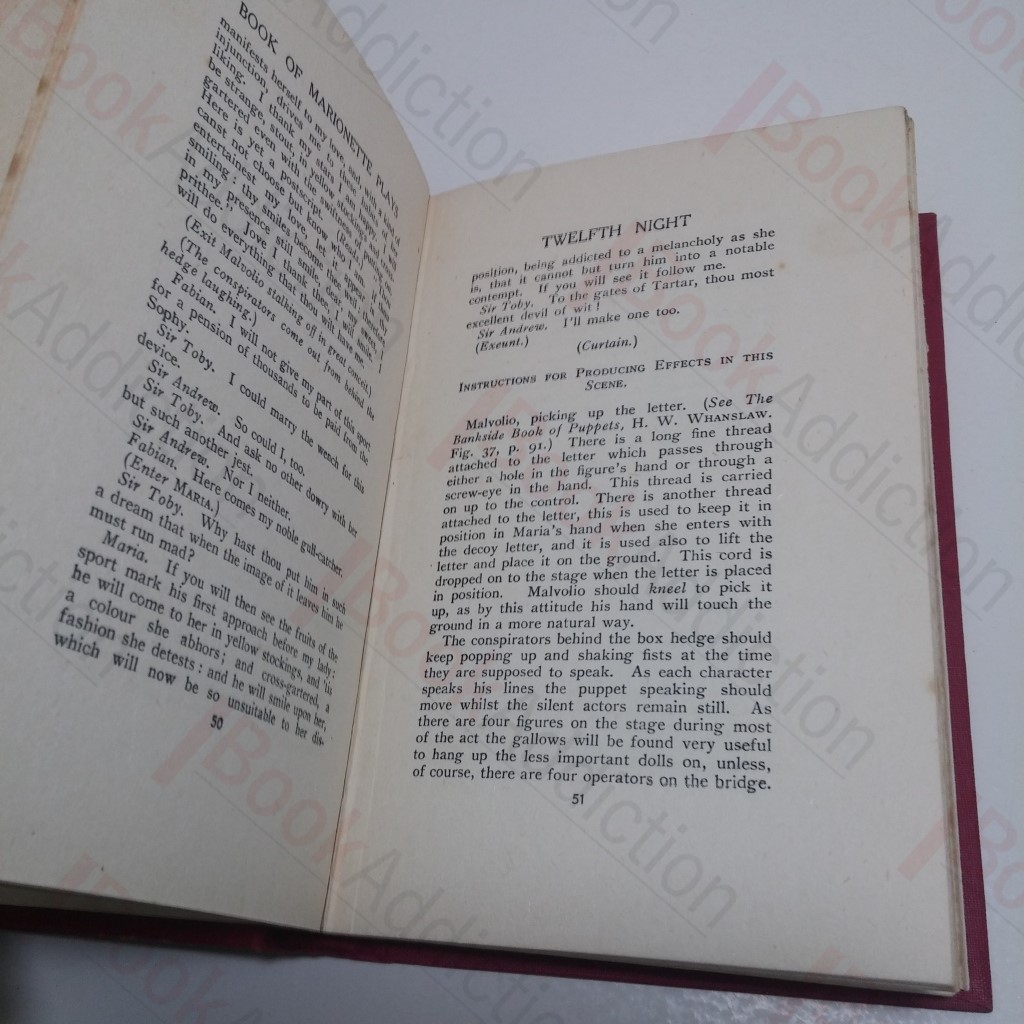 BOOK OF MARIONETTE PLAYS
manifests herself to my love, and with a kind of
injunction, drives me to these habits of her
liking. I thank my stars I am happy. I will
be strange, stout, in yellow stockings, and cross-
gartered even with the swiftness of putting on.
Here is yet a postscript. (Reads.) Thou
canst not choose but know who I am. If thou
entertainest my love, let it appear in thy
smiling; thy smiles become thee well; therefore
in my presence still smile, dear my sweet, I
prithee. Jove I thank thee, I will smile. I
will do everything that thou wilt have me.
(Exit Malvolio stalking off in great conceit.)
(The conspirators come out from behind the
hedge laughing.)
Fabian. I will not give my part of this sport
for a pension of thousands to be paid from the
Sophy.
Sir Toby. I could marry the wench for this
device.
Sir Andrew. So could I, too.
Sir Toby. And ask no other dowry with her
but such another jest.
Sir Andrew. Nor I neither.
Fabian. Here comes my noble gull-catcher.
(Enter MARIA.)
Sir Toby. Why hast thou put him in such
a dream that when the image of it leaves him he
must run mad?
Maria. If you will then see the fruits of the
sport mark his first approach before my lady:
he will come to her in yellow stockings, and 'tis
a colour she abhors; and cross-gartered, a
fashion she detests: and he will smile upon her,
which will now be so unsuitable to her dis-
50
TWELFTH NIGHT
position, being addicted to a melancholy as she
is, that it cannot but turn him into a notable
contempt. If you will see it follow me.
Sir Toby. To the gates of Tartar, thou most
excellent devil of wit!
Sir Andrew. I'll make one too.
(Exeunt.) (Curtain.)
INSTRUCTIONS FOR PRODUCING EFFECTS IN THIS
SCENE.
Malvolio, picking up the letter. (See The
Bankside Book of Puppets, H. W. WHANSLAW.
Fig. 37, p. 91.) There is a long fine thread
attached to the letter which passes through
either a hole in the figure's hand or through a
screw-eye in the hand. This thread is carried
on up to the control. There is another thread
attached to the letter, this is used to keep it in
position in Maria's hand when she enters with
the decoy letter, and it is used also to lift the
letter and place it on the ground. This cord is
dropped on to the stage when the letter is placed
in position. Malvolio should kneel to pick it
up, as by this attitude his hand will touch the
ground in a more natural way.
The conspirators behind the box hedge should
keep popping up and shaking fists at the time
they are supposed to speak. As each character
speaks his lines the puppet speaking should
move whilst the silent actors remain still. As
there are four figures on the stage during most
of the act the gallows will be found very useful
to hang up the less important dolls on, unless,
of course, there are four operators on the bridge.
51
BookAddiction